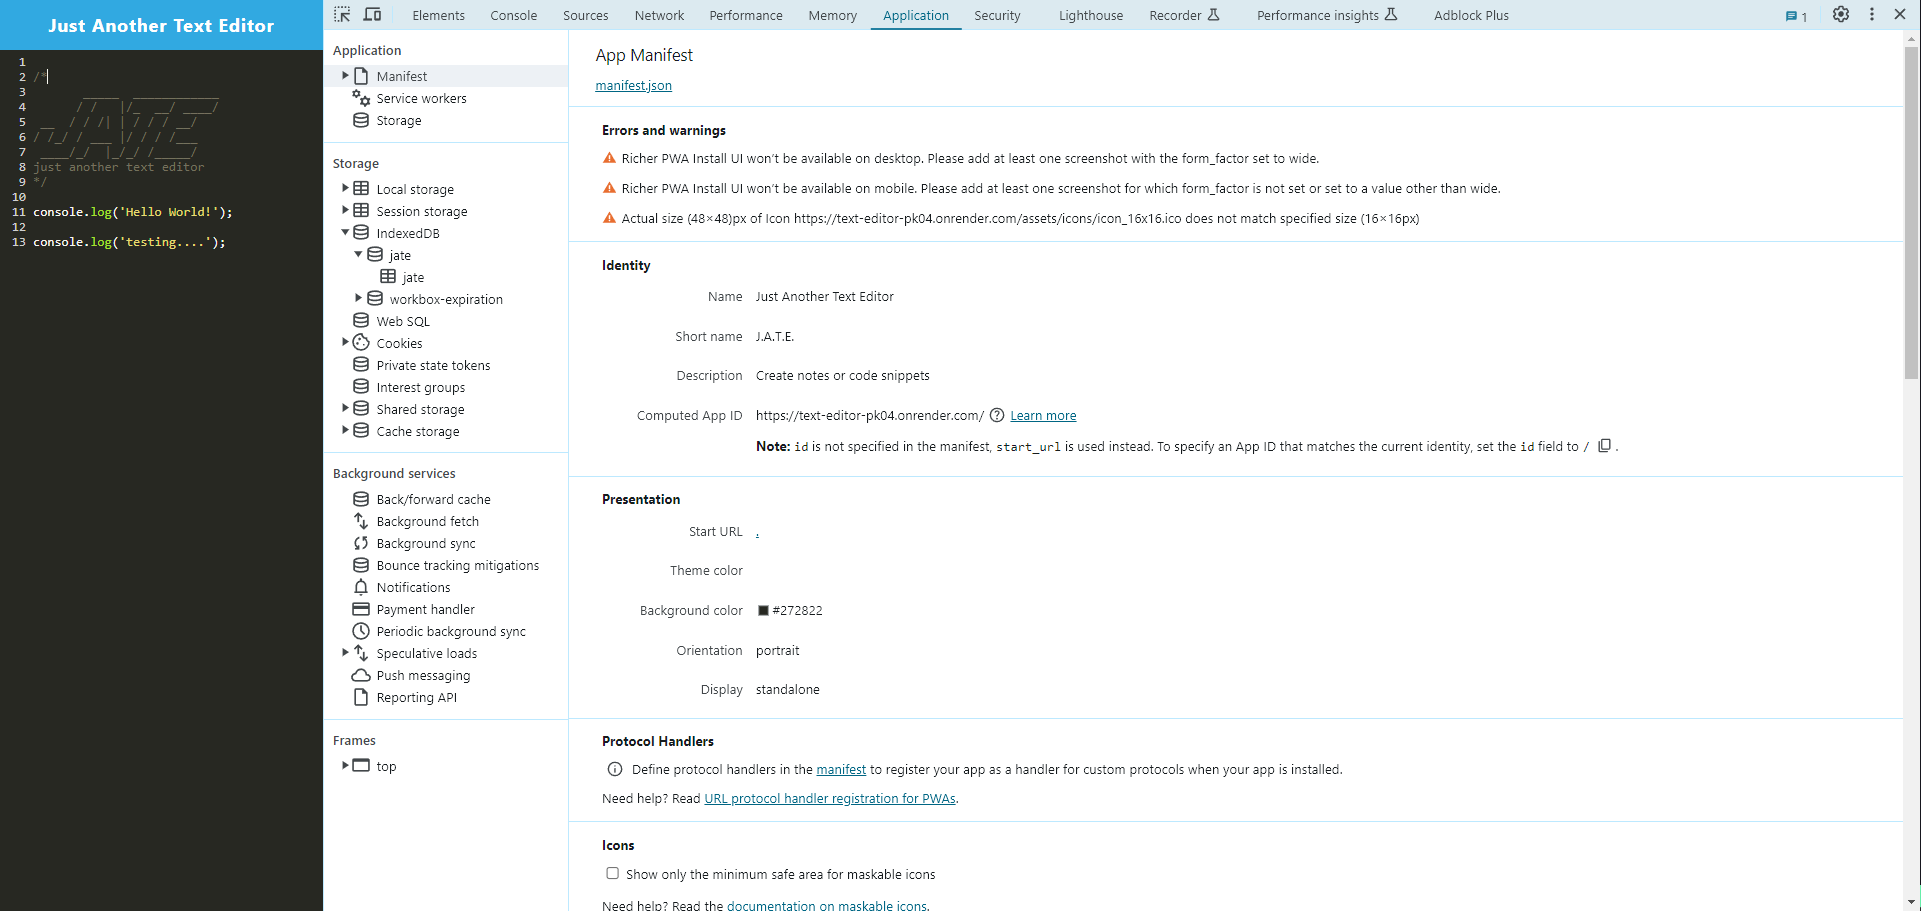 Just Another Text Editor
1
2 /*
3
4
5
6
7
8 just another text editor
9 */
10
11 console.log('Hello World!');
12
13 console.log('testing....');
Elements Console Sources Network Performance Memory Application Security Lighthouse Recorder Performance insights Adblock Plus 1
Application
Manifest
Service workers
Storage
Storage
Local storage
Session storage
IndexedDB
jate
jate
workbox-expiration
Web SQL
Cookies
Private state tokens
Interest groups
Shared storage
Cache storage
Background services
Back/forward cache
Background fetch
Background sync
Bounce tracking mitigations
Notifications
Payment handler
Periodic background sync
Speculative loads
Push messaging
Reporting API
Frames
top
App Manifest
manifest.json
Errors and warnings
Richer PWA Install UI won’t be available on desktop. Please add at least one screenshot with the form_factor set to wide.
Richer PWA Install UI won’t be available on mobile. Please add at least one screenshot for which form_factor is not set or set to a value other than wide.
Actual size (48×48)px of Icon https://text-editor-pk04.onrender.com/assets/icons/icon_16x16.ico does not match specified size (16×16px)
Identity
Name Just Another Text Editor
Short name J.A.T.E.
Description Create notes or code snippets
Computed App ID https://text-editor-pk04.onrender.com/ Learn more
Note: id is not specified in the manifest, start_url is used instead. To specify an App ID that matches the current identity, set the id field to / .
Presentation
Start URL .
Theme color
Background color #272822
Orientation portrait
Display standalone
Protocol Handlers
Define protocol handlers in the manifest to register your app as a handler for custom protocols when your app is installed.
Need help? Read URL protocol handler registration for PWAs.
Icons
Show only the minimum safe area for maskable icons
Need help? Read the documentation on maskable icons.